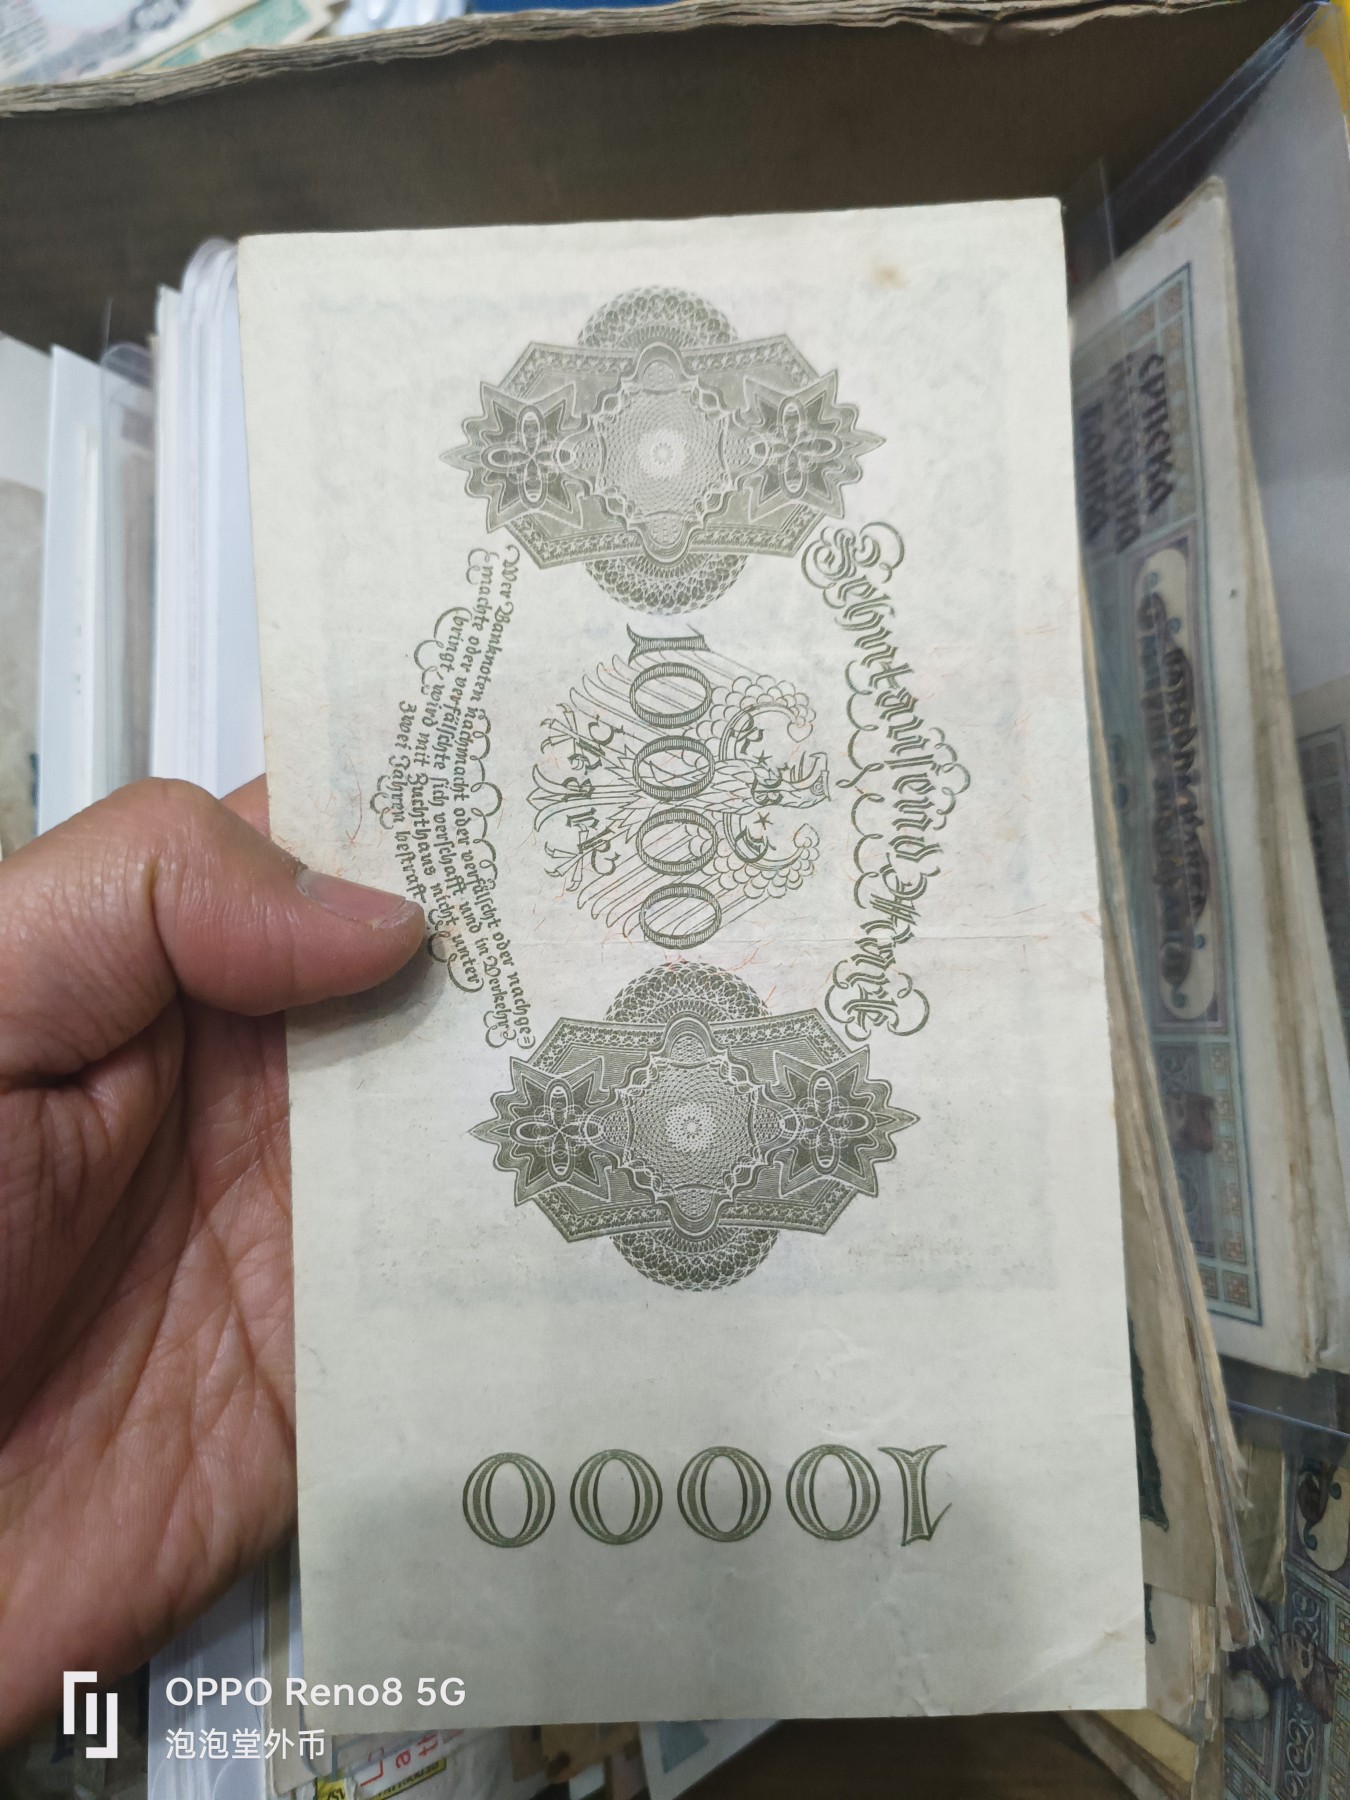 Zehntausend Mark
10000
Mark
Wer Banknoten nachmacht oder verfälscht oder nachge=
machte oder verfälschte sich verschafft und in Verkehr
bringt, wird mit Zuchthaus nicht unter
Zwei Jahren bestraft
10000
СРПСКА
OPPO Reno8 5G
泡泡堂外币